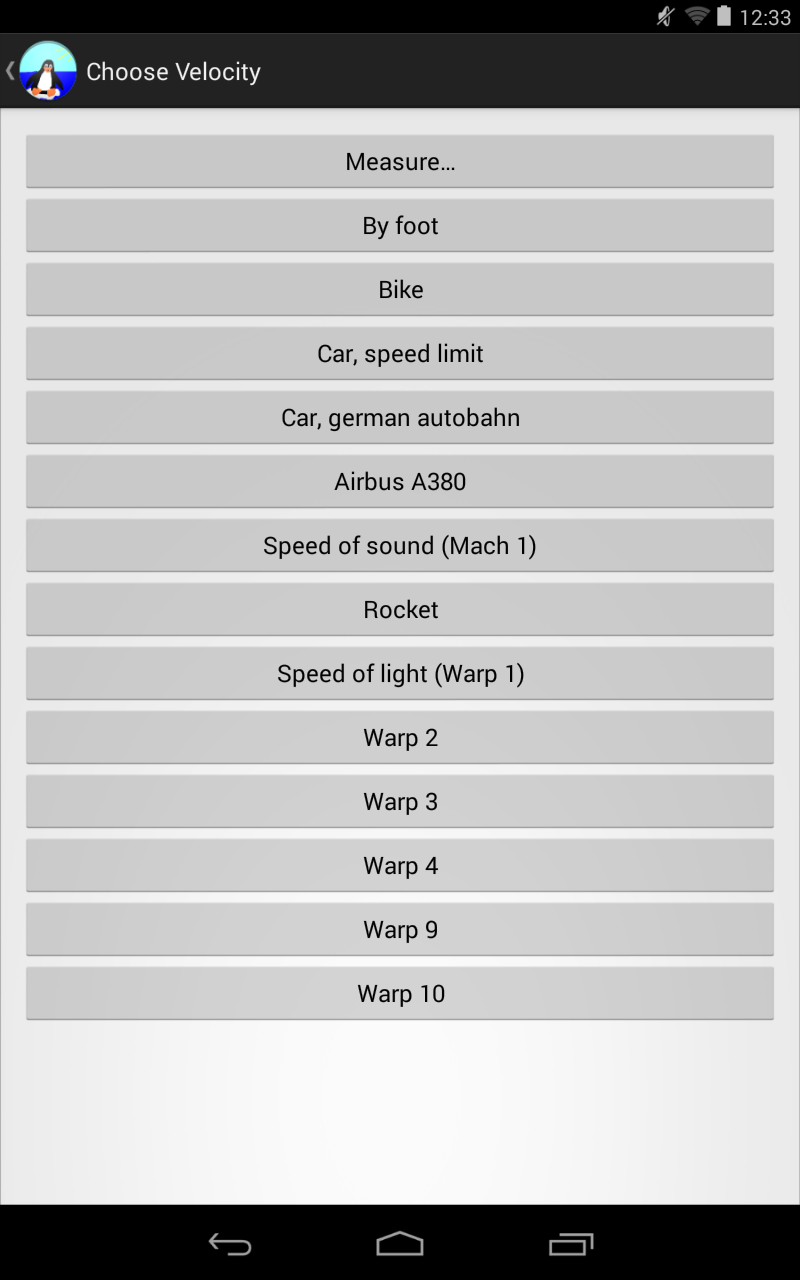 12:33
Choose Velocity
Measure…
By foot
Bike
Car, speed limit
Car, german autobahn
Airbus A380
Speed of sound (Mach 1)
Rocket
Speed of light (Warp 1)
Warp 2
Warp 3
Warp 4
Warp 9
Warp 10